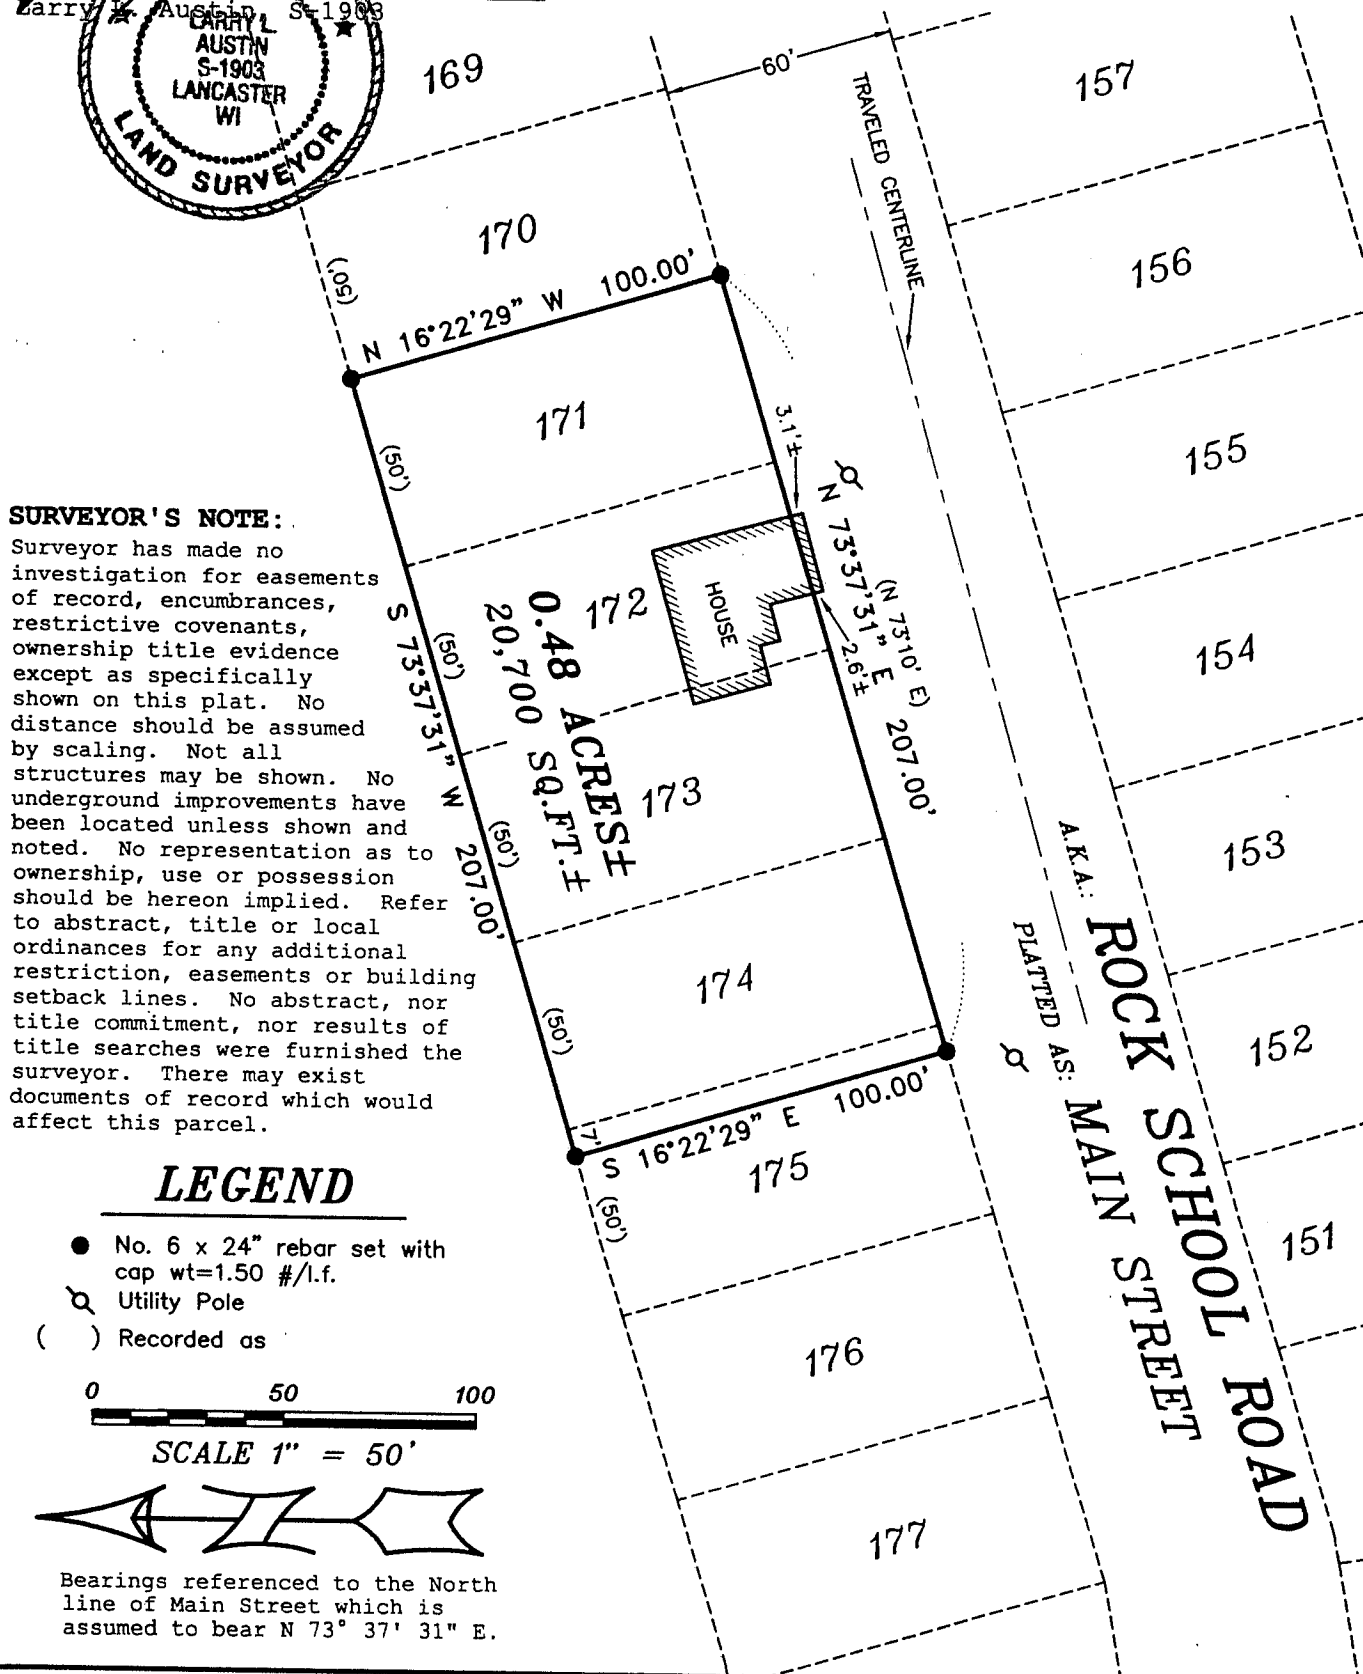 Larry L. Austin, S-1903
LARRY L.
AUSTIN
S-1903
LANCASTER
WI
LAND SURVEYOR
169
170
171
172
173
174
175
176
177
157
156
155
154
153
152
151
60'
TRAVELED CENTERLINE
(50')
N 16°22'29" W 100.00'
(50')
3.1'±
N 73°37'31" E 207.00'
(N 73°10' E)
HOUSE
2.6'±
0.48 ACRES±
20,700 SQ.FT.±
(50')
S 73°37'31" W 207.00'
(50')
(50')
7'
S 16°22'29" E 100.00'
(50')
A.K.A.: ROCK SCHOOL ROAD
PLATTED AS: MAIN STREET
SURVEYOR'S NOTE:
Surveyor has made no
investigation for easements
of record, encumbrances,
restrictive covenants,
ownership title evidence
except as specifically
shown on this plat. No
distance should be assumed
by scaling. Not all
structures may be shown. No
underground improvements have
been located unless shown and
noted. No representation as to
ownership, use or possession
should be hereon implied. Refer
to abstract, title or local
ordinances for any additional
restriction, easements or building
setback lines. No abstract, nor
title commitment, nor results of
title searches were furnished the
surveyor. There may exist
documents of record which would
affect this parcel.
LEGEND
No. 6 x 24" rebar set with
cap wt=1.50 #/l.f.
Utility Pole
( ) Recorded as
0 50 100
SCALE 1" = 50'
N
Bearings referenced to the North
line of Main Street which is
assumed to bear N 73° 37' 31" E.